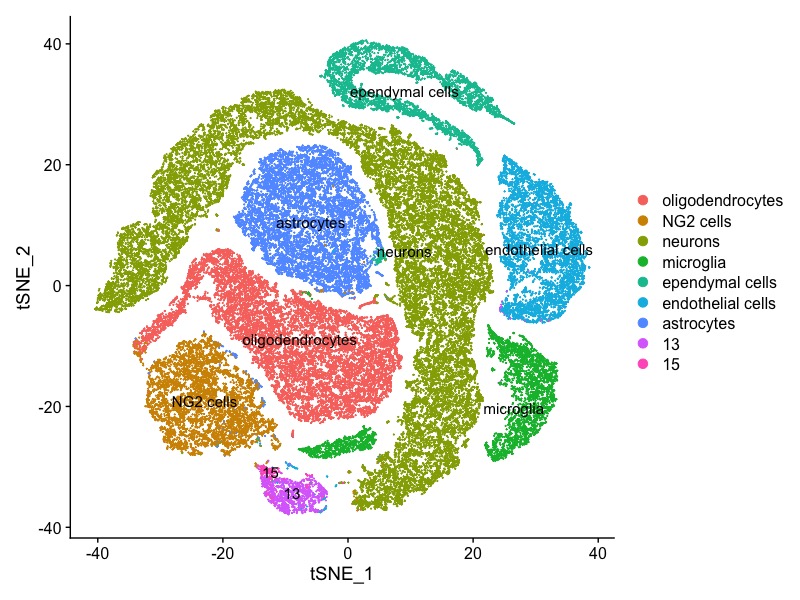 40
20
0
-20
-40
tSNE_2
-40
-20
0
20
40
tSNE_1
ependymal cells
astrocytes
neurons
endothelial cells
oligodendrocytes
NG2 cells
microglia
15
13
oligodendrocytes
NG2 cells
neurons
microglia
ependymal cells
endothelial cells
astrocytes
13
15